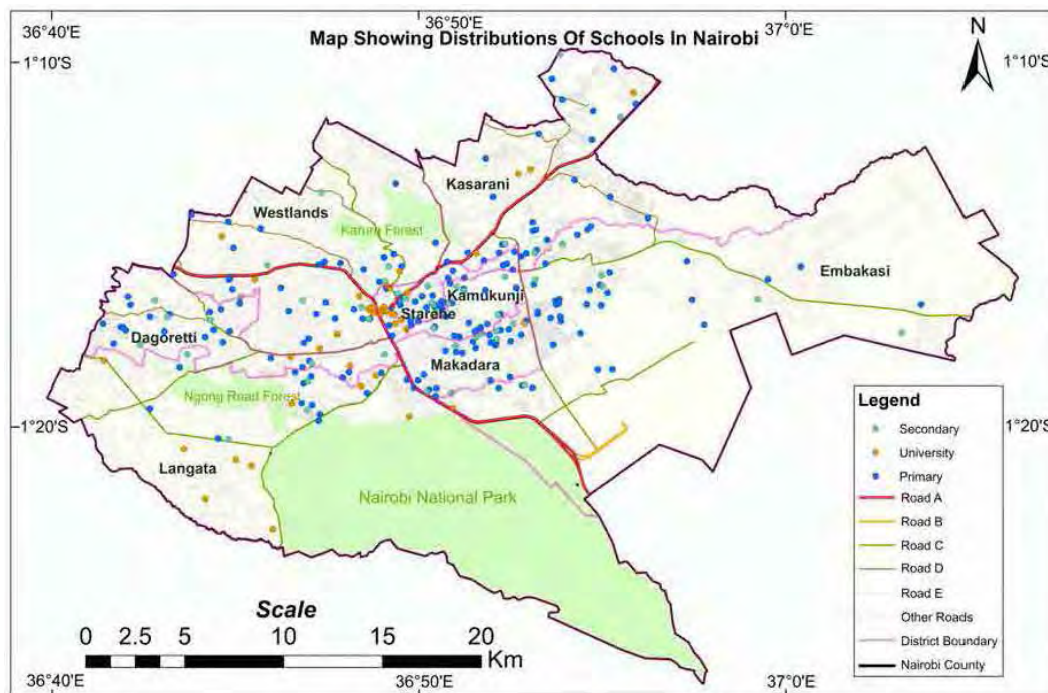 36°40'E
36°50'E
37°0'E
Map Showing Distributions Of Schools In Nairobi
N
1°10'S
1°10'S
Kasarani
Westlands
Karura Forest
Embakasi
Kamukunji
Starehe
Dagoretti
Makadara
Ngong Road Forest
Legend
Secondary
University
Primary
Road A
Road B
Road C
Road D
Road E
Other Roads
District Boundary
Nairobi County
1°20'S
1°20'S
Langata
Nairobi National Park
Scale
0 2.5 5 10 15 20
Km
36°40'E
36°50'E
37°0'E